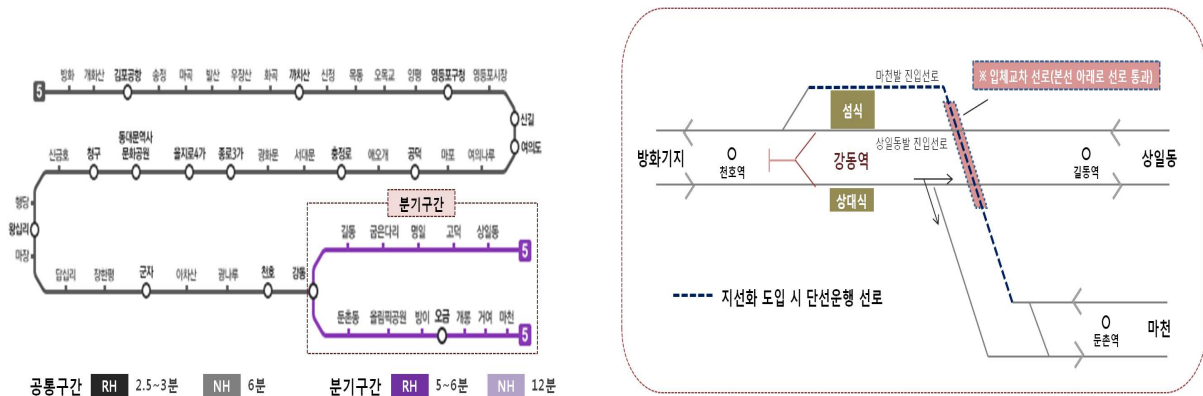 방화 개화산 김포공항 송정 마곡 발산 우장산 화곡 까치산 신정 목동 오목교 양평 영등포구청 영등포시장
5
신길
여의도
신금호 청구 동대문역사 문화공원 을지로4가 종로3가 광화문 서대문 충정로 애오개 공덕 마포 여의나루
행당
왕십리
마장
답십리 장한평 군자 아차산 광나루 천호 강동
분기구간
길동 굽은다리 명일 고덕 상일동
5
둔촌동 올림픽공원 방이 오금 개롱 거여 마천
5
공통구간 RH 2.5~3분 NH 6분 분기구간 RH 5~6분 NH 12분
마천발 진입선로
※ 입체교차 선로(본선 아래로 선로 통과)
섬식
상일동발 진입선로
방화기지 천호역 강동역 길동역 상일동
상대식
지선화 도입 시 단선운행 선로
둔촌역 마천